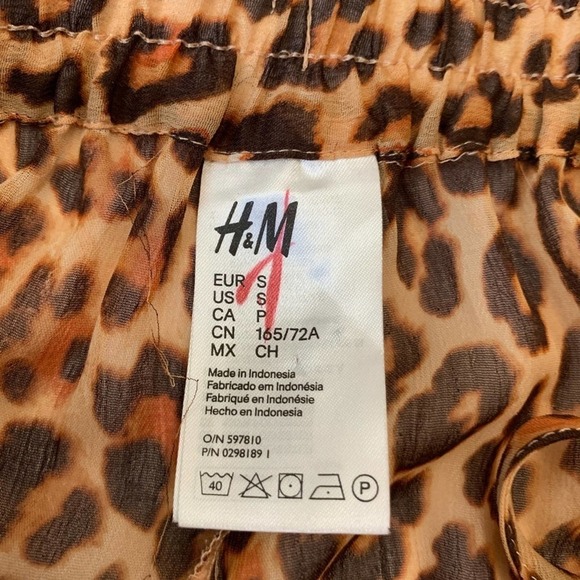 H&M
EUR S
US S
CA P
CN 165/72A
MX CH
Made in Indonesia
Fabricado em Indonésia
Fabriqué en Indonésie
Hecho en Indonesia
O/N 597810
P/N 0298189 1
40 P